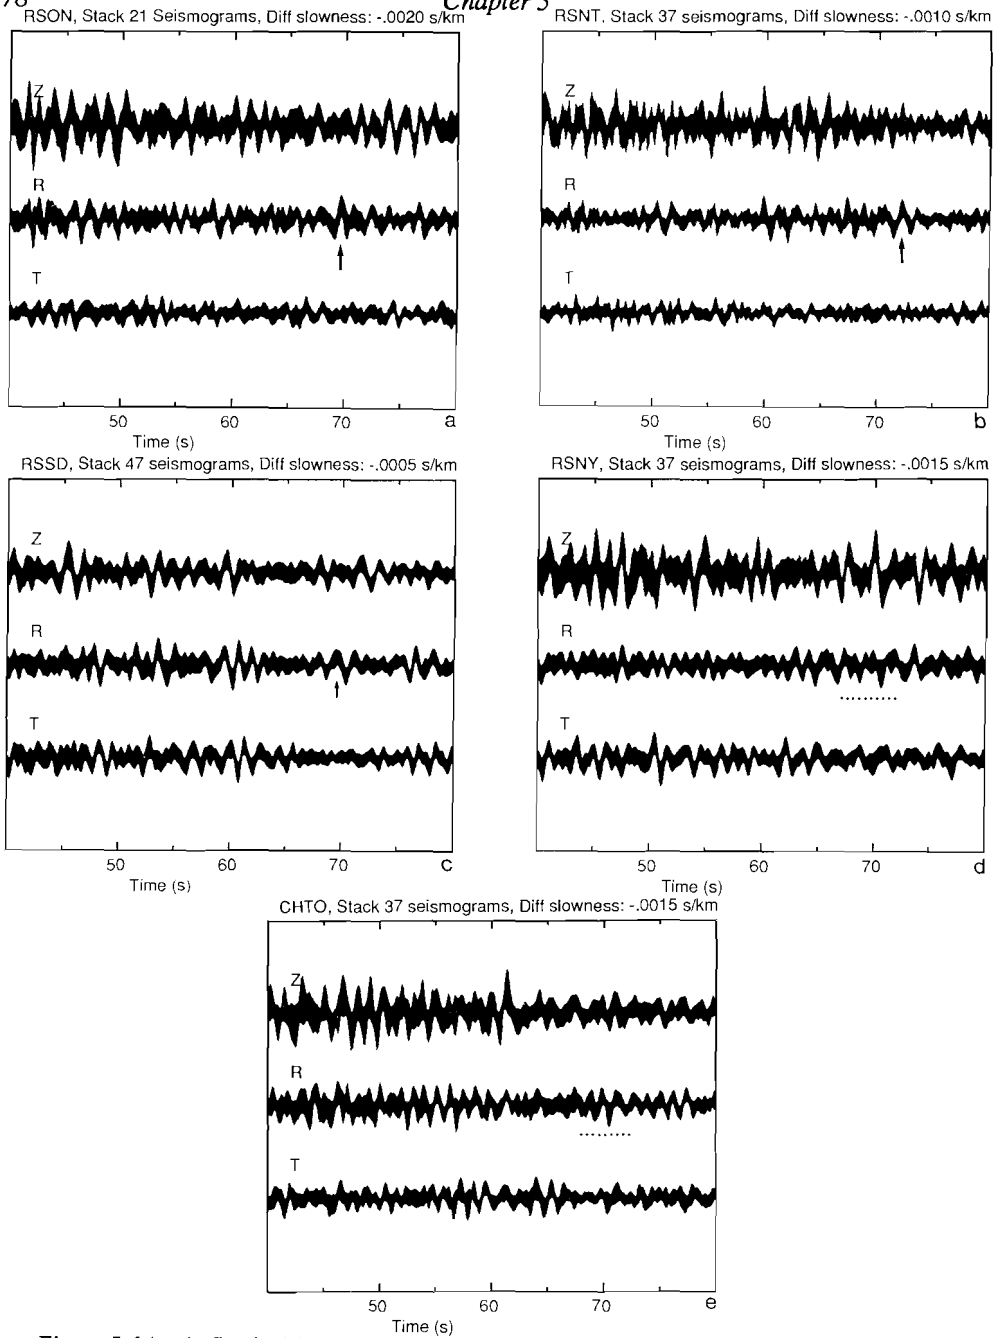 78
Chapter 5
RSON, Stack 21 Seismograms, Diff slowness: -.0020 s/km
Z
R
T
50 60 70 a
Time (s)
RSNT, Stack 37 seismograms, Diff slowness: -.0010 s/km
Z
R
T
50 60 70 b
Time (s)
RSSD, Stack 47 seismograms, Diff slowness: -.0005 s/km
Z
R
T
50 60 70 c
Time (s)
RSNY, Stack 37 seismograms, Diff slowness: -.0015 s/km
Z
R
T
50 60 70 d
Time (s)
CHTO, Stack 37 seismograms, Diff slowness: -.0015 s/km
Z
R
T
50 60 70 e
Time (s)